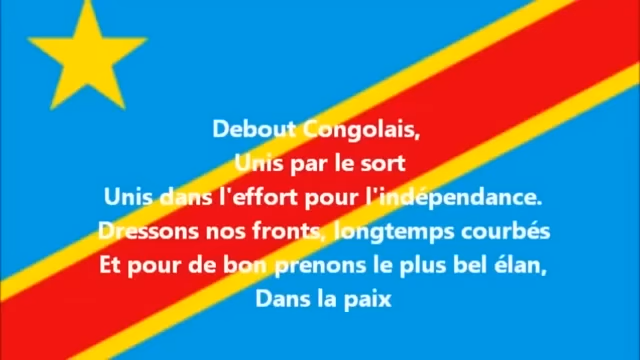 Debout Congolais,
Unis par le sort
Unis dans l'effort pour l'indépendance.
Dressons nos fronts, longtemps courbés
Et pour de bon prenons le plus bel élan,
Dans la paix